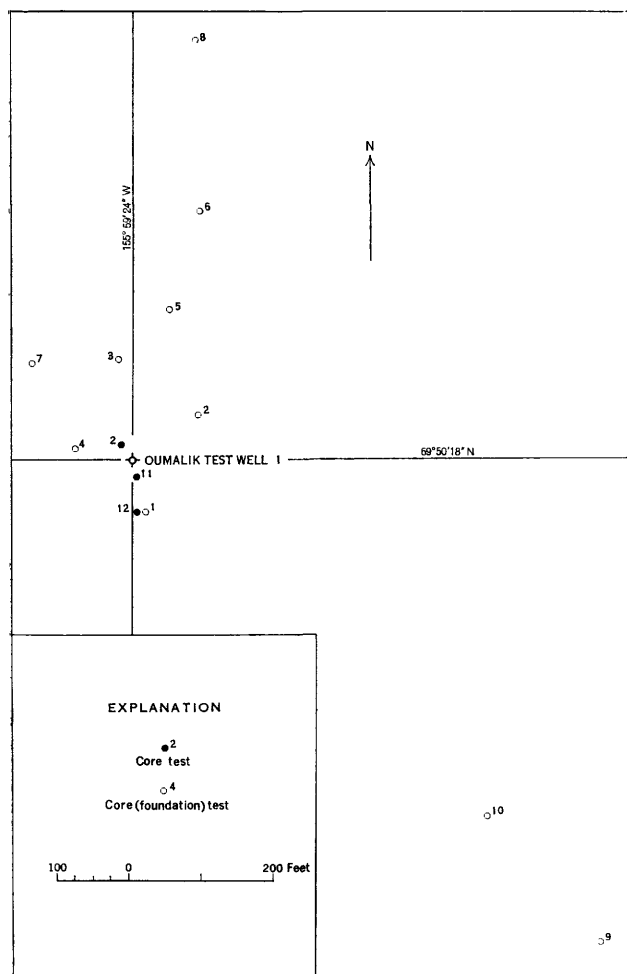 8
N
155° 59' 24" W
6
5
3
7
2
2
4
OUMALIK TEST WELL 1
69°50'18" N
11
12
1
EXPLANATION
2
Core test
4
Core (foundation) test
100 0 200 Feet
10
9